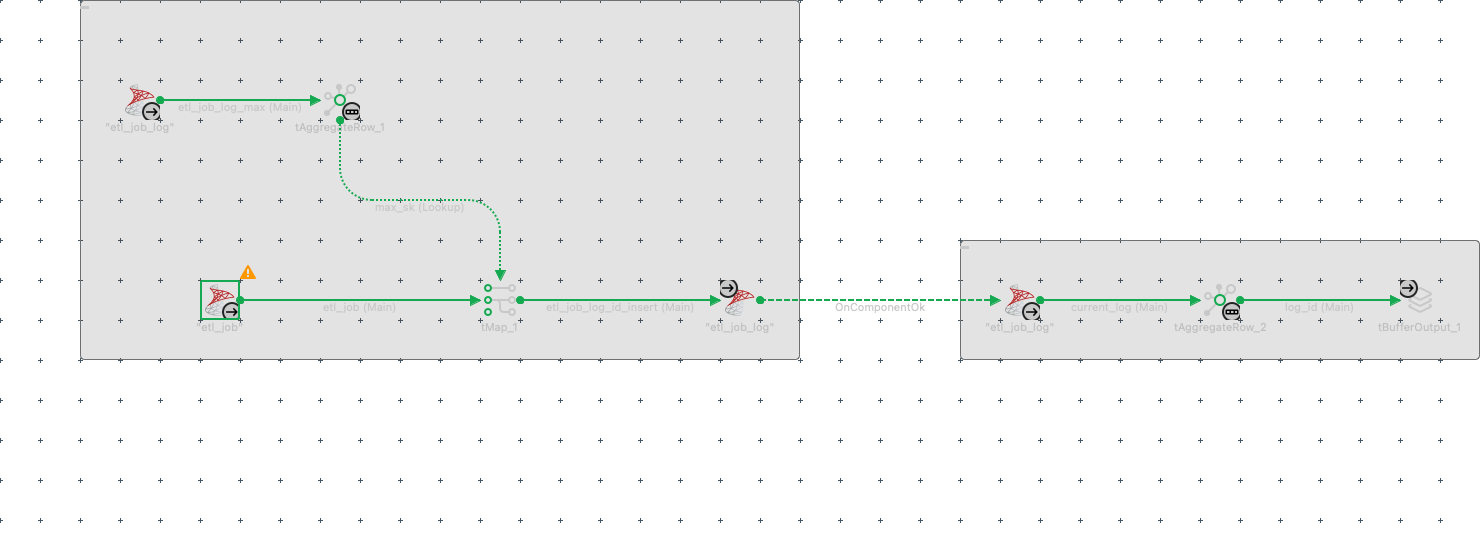 etl_job_log_max (Main)
"etl_job_log"
tAggregateRow_1
max_sk (Lookup)
etl_job (Main)
"etl_job"
tMap_1
etl_job_log_id_insert (Main)
"etl_job_log"
OnComponentOk
current_log (Main)
"etl_job_log"
tAggregateRow_2
log_id (Main)
tBufferOutput_1